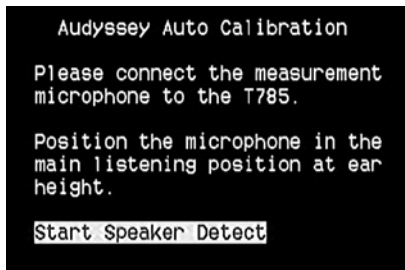 Audyssey Auto Calibration
Please connect the measurement
microphone to the T785.
Position the microphone in the
main listening position at ear
height.
Start Speaker Detect